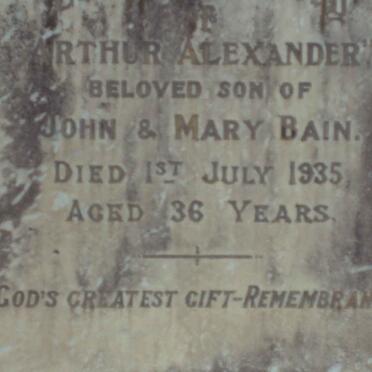 ARTHUR ALEXANDER
BELOVED SON OF
JOHN & MARY BAIN.
DIED 1ST JULY 1935,
AGED 36 YEARS.
GOD'S GREATEST GIFT-REMEMBRAN